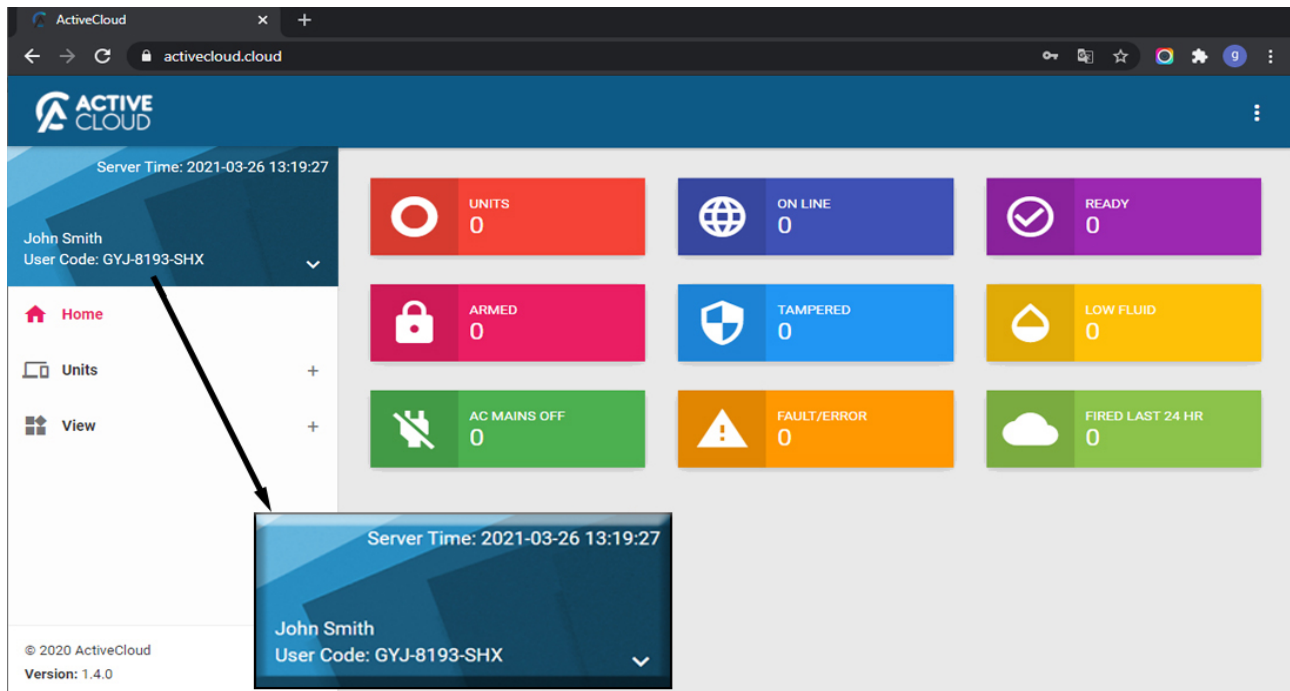 ActiveCloud
activecloud.cloud
g
ACTIVE
CLOUD
Server Time: 2021-03-26 13:19:27
John Smith
User Code: GYJ-8193-SHX
Home
Units
View
© 2020 ActiveCloud
Version: 1.4.0
UNITS
0
ON LINE
0
READY
0
ARMED
0
TAMPERED
0
LOW FLUID
0
AC MAINS OFF
0
FAULT/ERROR
0
FIRED LAST 24 HR
0
Server Time: 2021-03-26 13:19:27
John Smith
User Code: GYJ-8193-SHX